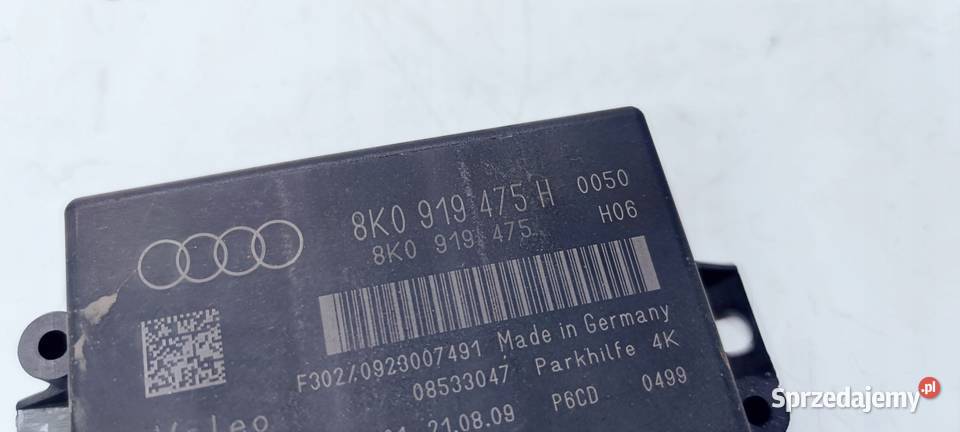 8K0 919 475 H 0050
8K0 919 475 H06
F302/0923007491 Made in Germany
08533047 Parkhilfe 4K
Valeo 21.08.09 P6CD 0499
Sprzedajemy.pl